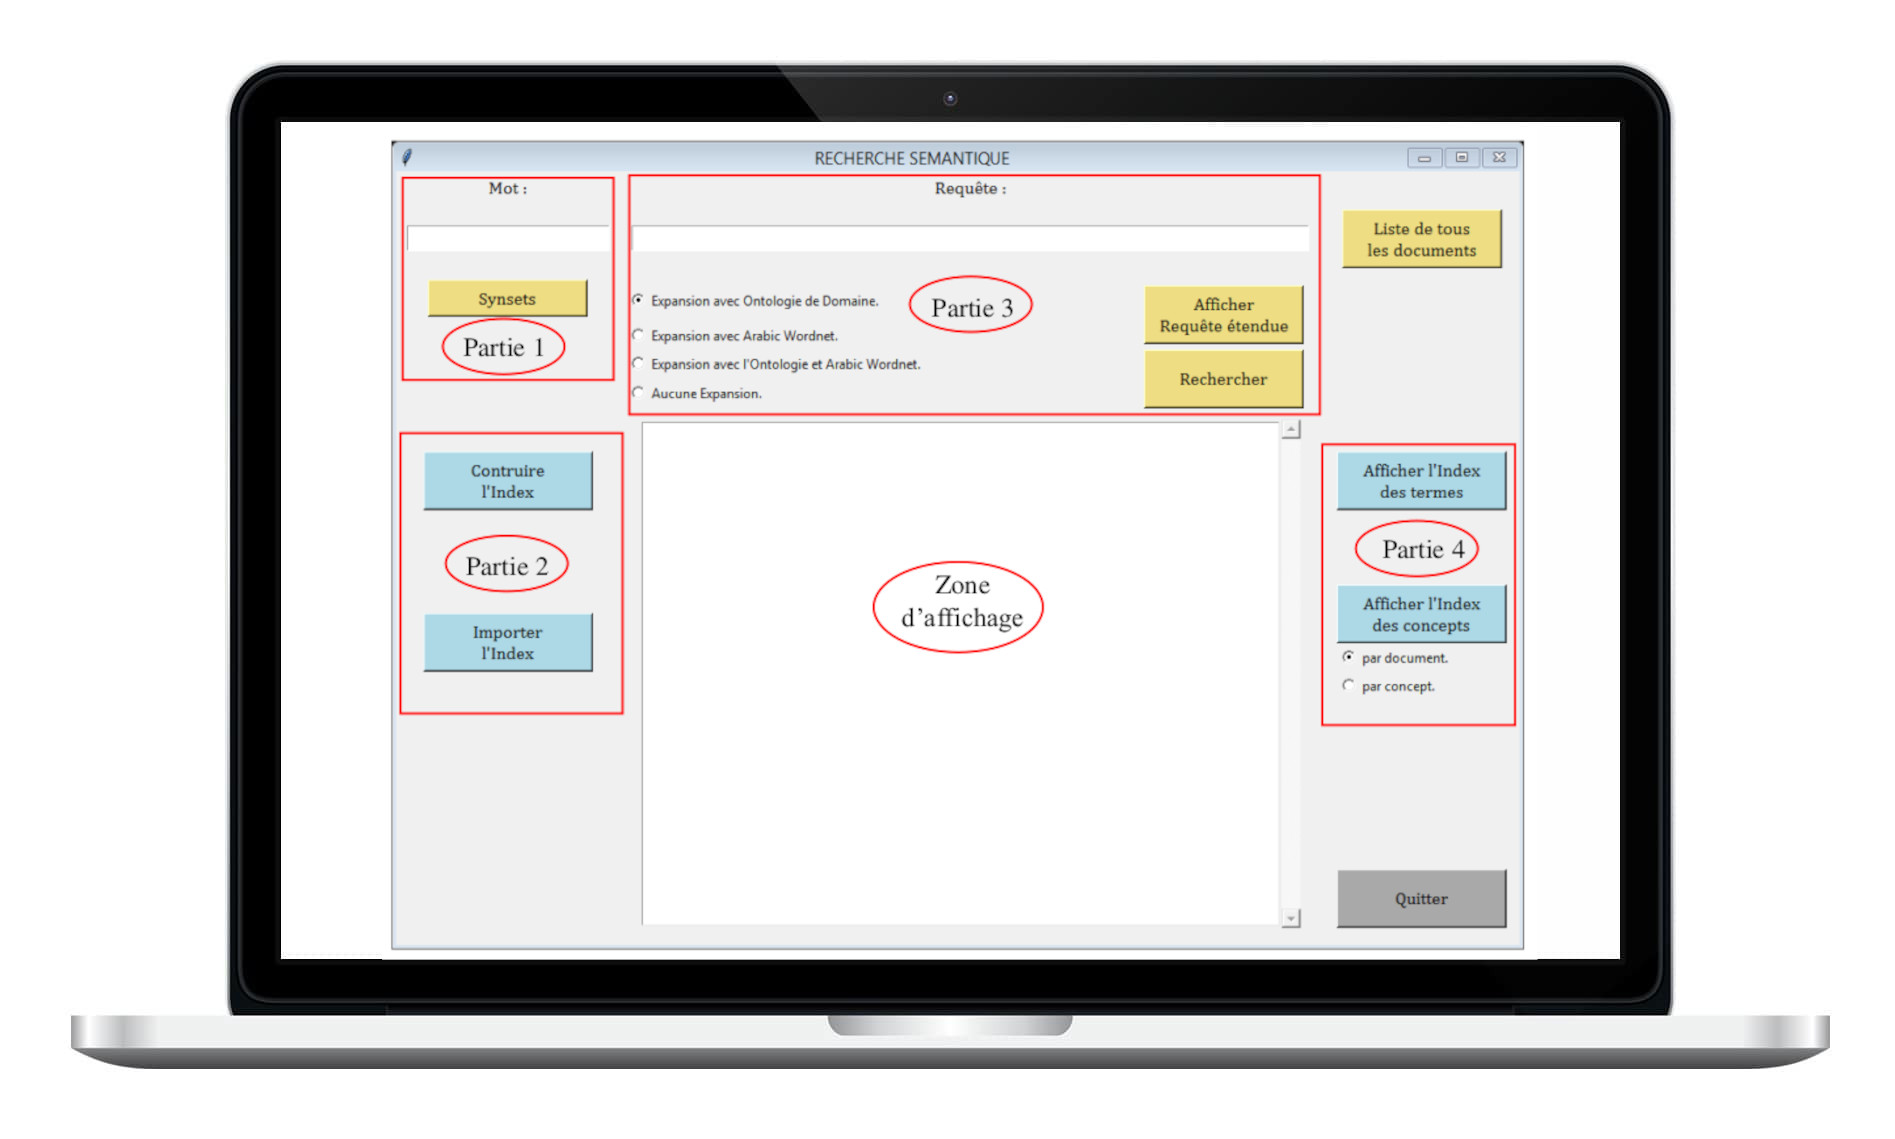 RECHERCHE SEMANTIQUE
Mot :
Synsets
Partie 1
Requête :
Expansion avec Ontologie de Domaine.
Expansion avec Arabic Wordnet.
Expansion avec l'Ontologie et Arabic Wordnet.
Aucune Expansion.
Partie 3
Afficher
Requête étendue
Rechercher
Liste de tous
les documents
Contruire
l'Index
Partie 2
Importer
l'Index
Zone
d’affichage
Afficher l'Index
des termes
Partie 4
Afficher l'Index
des concepts
par document.
par concept.
Quitter